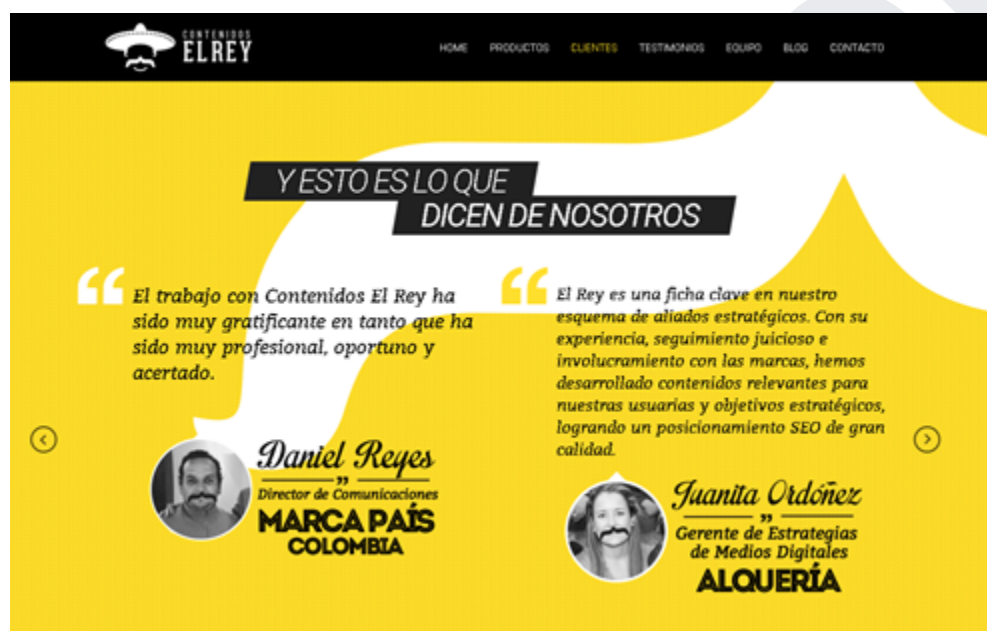 CONTENIDOS
EL REY
HOME PRODUCTOS CLIENTES TESTIMONIOS EQUIPO BLOG CONTACTO
Y ESTO ES LO QUE
DICEN DE NOSOTROS
“
El trabajo con Contenidos El Rey ha
sido muy gratificante en tanto que ha
sido muy profesional, oportuno y
acertado.
Daniel Reyes
Director de Comunicaciones
MARCA PAÍS
COLOMBIA
“
El Rey es una ficha clave en nuestro
esquema de aliados estratégicos. Con su
experiencia, seguimiento juicioso e
involucramiento con las marcas, hemos
desarrollado contenidos relevantes para
nuestras usuarias y objetivos estratégicos,
logrando un posicionamiento SEO de gran
calidad.
Juanita Ordóñez
Gerente de Estrategias
de Medios Digitales
ALQUERÍA